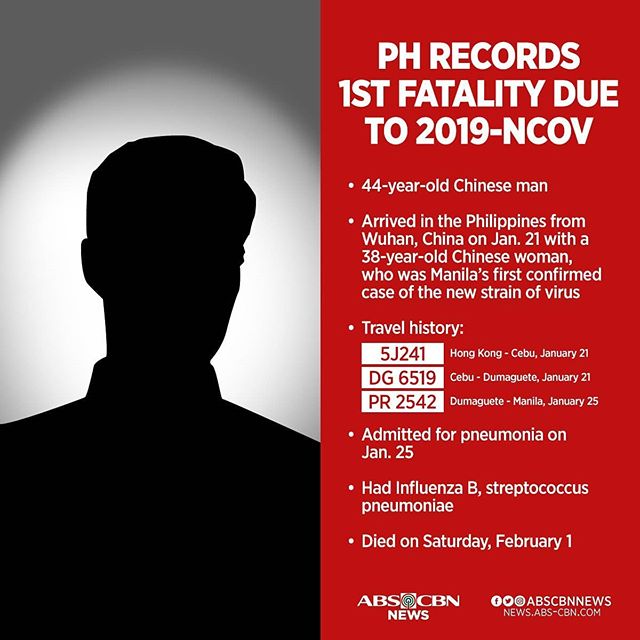 PH RECORDS
1ST FATALITY DUE
TO 2019-NCOV
• 44-year-old Chinese man
• Arrived in the Philippines from
Wuhan, China on Jan. 21 with a
38-year-old Chinese woman,
who was Manila's first confirmed
case of the new strain of virus
• Travel history:
5J241 Hong Kong - Cebu, January 21
DG 6519 Cebu - Dumaguete, January 21
PR 2542 Dumaguete - Manila, January 25
• Admitted for pneumonia on
Jan. 25
• Had Influenza B, streptococcus
pneumoniae
• Died on Saturday, February 1
ABS-CBN
NEWS
ABSCBNNEWS
NEWS.ABS-CBN.COM